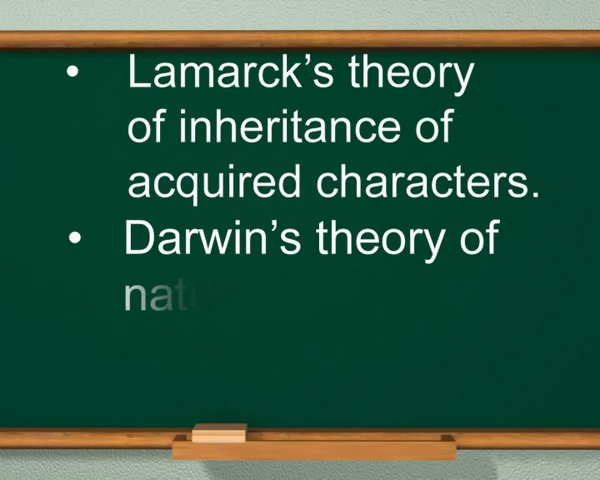 • Lamarck’s theory
of inheritance of
acquired characters.
• Darwin’s theory of